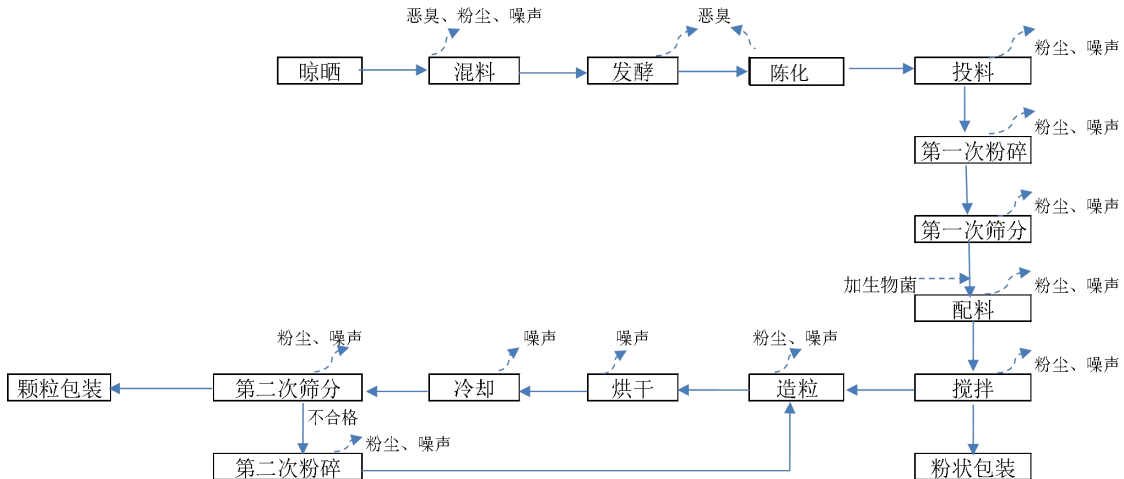 恶臭、粉尘、噪声
恶臭
粉尘、噪声
晾晒
混料
发酵
陈化
投料
粉尘、噪声
第一次粉碎
粉尘、噪声
第一次筛分
加生物菌
粉尘、噪声
配料
粉尘、噪声
噪声
噪声
粉尘、噪声
粉尘、噪声
颗粒包装
第二次筛分
冷却
烘干
造粒
搅拌
不合格
粉尘、噪声
第二次粉碎
粉状包装